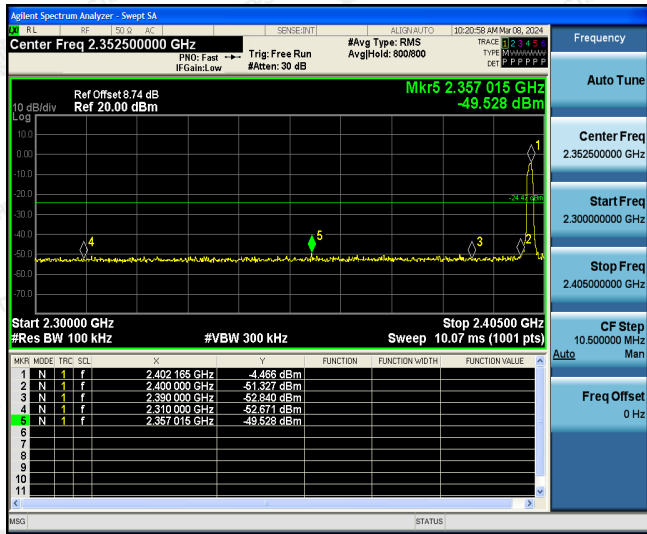 Agilent Spectrum Analyzer - Swept SA
RL RF 50 Ω AC SENSE:INT ALIGNAUTO 10:20:58 AM Mar 08, 2024
Center Freq 2.352500000 GHz
PNO: Fast
IFGain:Low
Trig: Free Run
#Atten: 30 dB
#Avg Type: RMS
Avg|Hold: 800/800
TRACE 1 2 3 4 5 6
TYPE
DET P P P P P P
Ref Offset 8.74 dB
Ref 20.00 dBm
10 dB/div
Log
Mkr5 2.357 015 GHz
-49.528 dBm
10.0
0.00
-10.0
-20.0
-30.0
-40.0
-50.0
-60.0
-70.0
1
2
3
4
5
Start 2.30000 GHz Stop 2.40500 GHz
#Res BW 100 kHz #VBW 300 kHz Sweep 10.07 ms (1001 pts)
MKR MODE TRC SCL X Y FUNCTION FUNCTION WIDTH FUNCTION VALUE
1 N 1 f 2.402 165 GHz -4.466 dBm
2 N 1 f 2.400 000 GHz -51.327 dBm
3 N 1 f 2.390 000 GHz -52.840 dBm
4 N 1 f 2.310 000 GHz -52.671 dBm
5 N 1 f 2.357 015 GHz -49.528 dBm
6
7
8
9
10
11
MSG STATUS
Frequency
Auto Tune
Center Freq
2.352500000 GHz
Start Freq
2.300000000 GHz
Stop Freq
2.405000000 GHz
CF Step
10.500000 MHz
Auto Man
Freq Offset
0 Hz